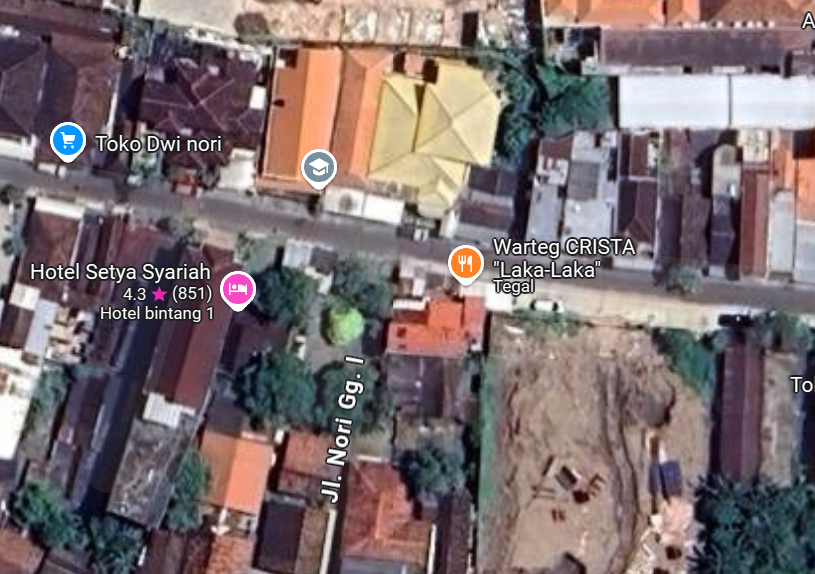 A
Toko Dwi nori
Warteg CRISTA
"Laka-Laka"
Tegal
Hotel Setya Syariah
4.3 ★ (851)
Hotel bintang 1
Jl. Nori Gg. I
Tol